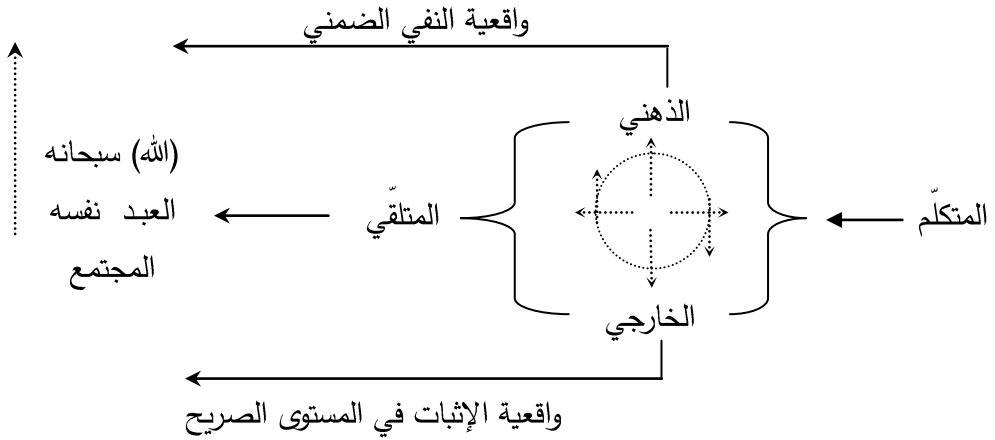 واقعية النفي الضمني
الذهني
المتكلّم
المتلقّي
(الله) سبحانه
العبد نفسه
المجتمع
الخارجي
واقعية الإثبات في المستوى الصريح